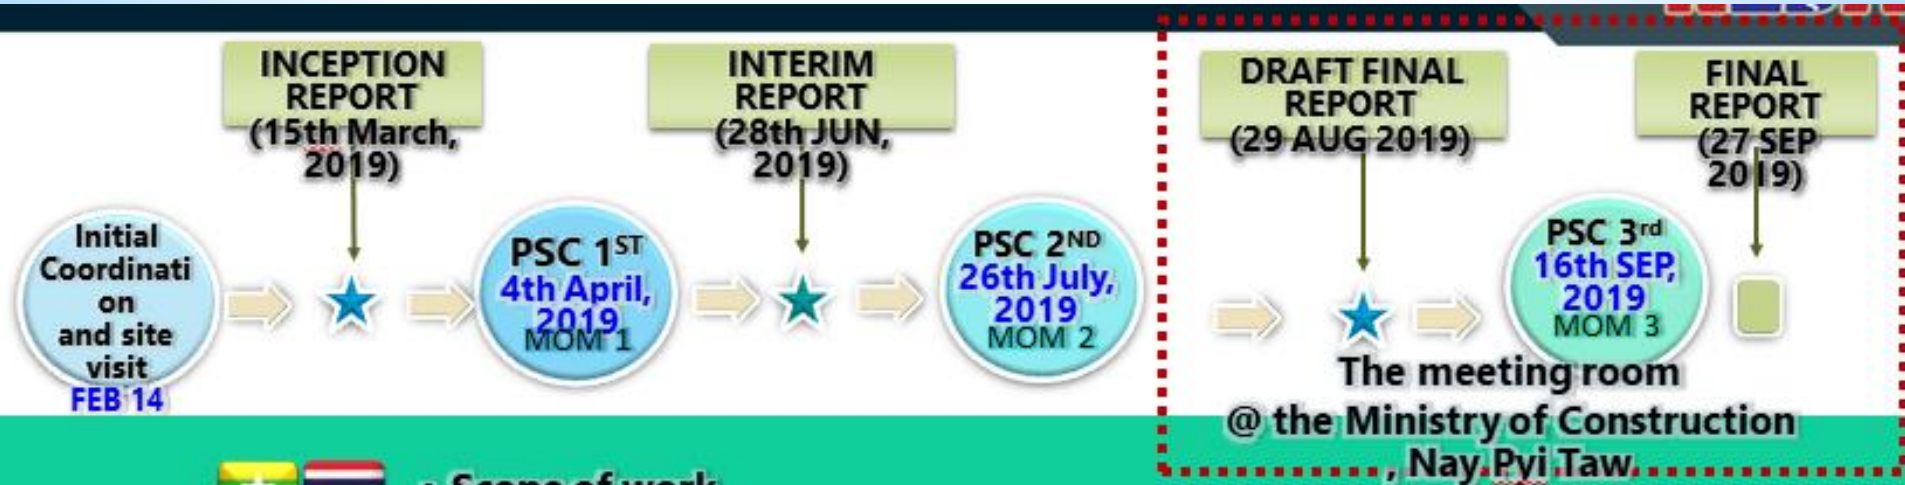 INCEPTION
REPORT
(15th March,
2019)
INTERIM
REPORT
(28th JUN,
2019)
DRAFT FINAL
REPORT
(29 AUG 2019)
FINAL
REPORT
(27 SEP
2019)
Initial
Coordinati
on
and site
visit
FEB 14
PSC 1ST
4th April,
2019
MOM 1
PSC 2ND
26th July,
2019
MOM 2
PSC 3rd
16th SEP,
2019
MOM 3
The meeting room
@ the Ministry of Construction
, Nay Pyi Taw
• Scope of work